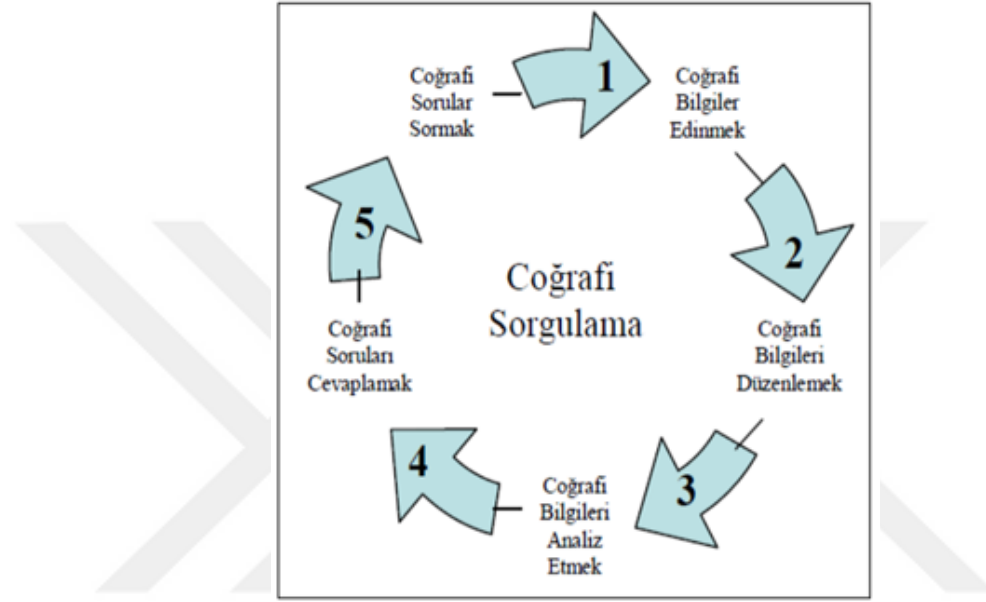 Coğrafi
Sorular
Sormak
1
Coğrafi
Bilgiler
Edinmek
2
Coğrafi
Bilgileri
Düzenlemek
3
Coğrafi
Bilgileri
Analiz
Etmek
4
Coğrafi
Soruları
Cevaplamak
5
Coğrafi
Sorgulama